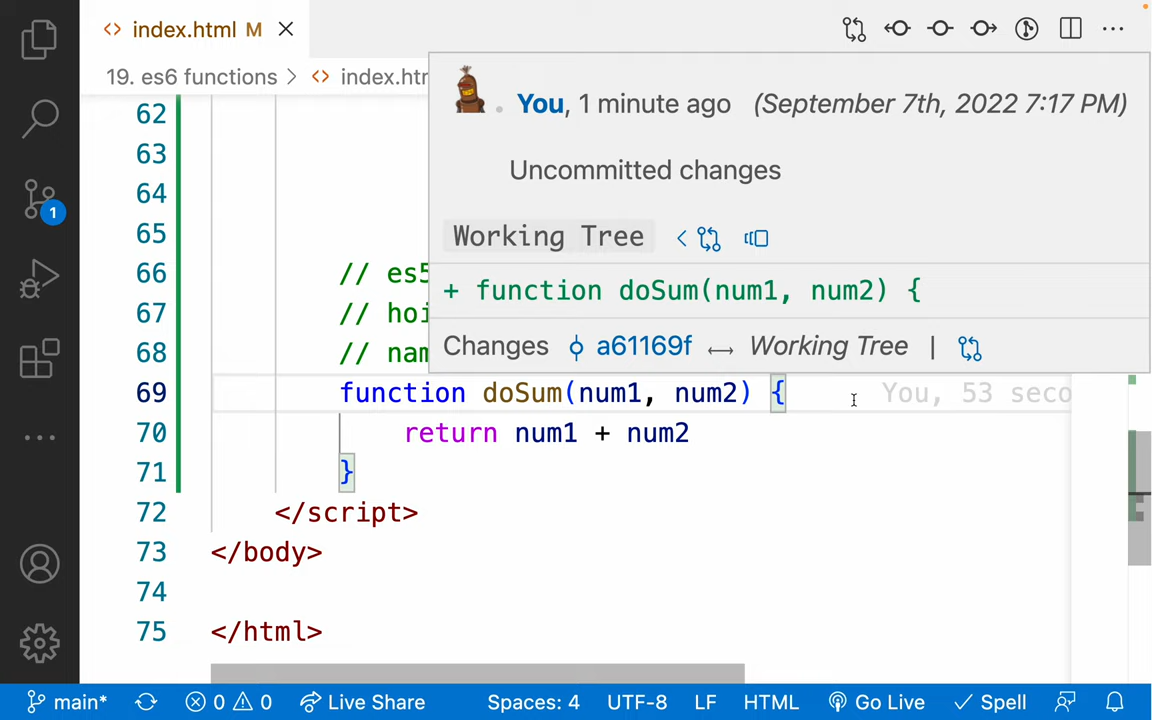 index.html M
19. es6 functions > index.htr
You, 1 minute ago (September 7th, 2022 7:17 PM)
Uncommitted changes
Working Tree
+ function doSum(num1, num2) {
Changes a61169f Working Tree |
62
63
64
65
66 // es5
67 // hoi
68 // nam
69 function doSum(num1, num2) { You, 53 seco
70 return num1 + num2
71 }
72 </script>
73 </body>
74
75 </html>
1
main* 0 0 Live Share Spaces: 4 UTF-8 LF HTML Go Live Spell